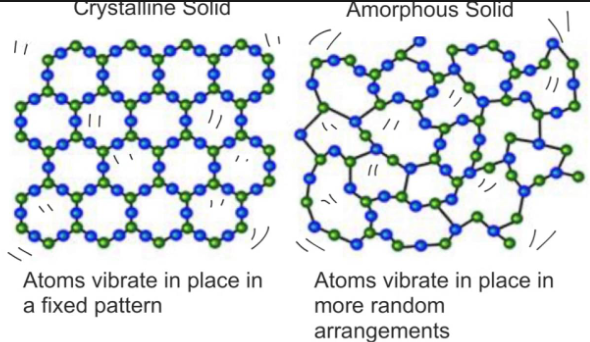 Crystalline Solid
Amorphous Solid
Atoms vibrate in place in
a fixed pattern
Atoms vibrate in place in
more random
arrangements